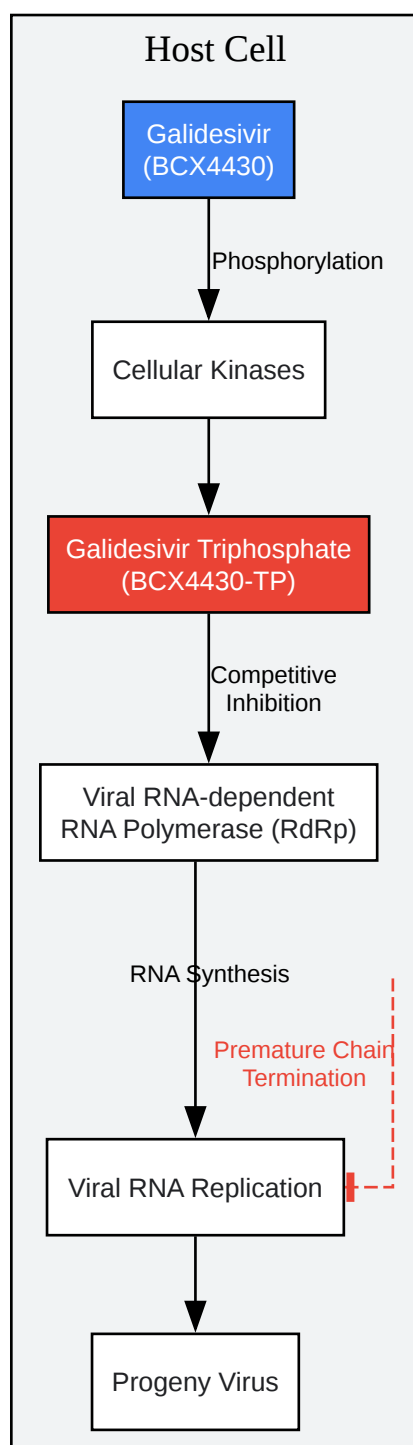 Host Cell
Galidesivir
(BCX4430)
Phosphorylation
Cellular Kinases
Galidesivir Triphosphate
(BCX4430-TP)
Competitive
Inhibition
Viral RNA-dependent
RNA Polymerase (RdRp)
RNA Synthesis
Premature Chain
Termination
Viral RNA Replication
Progeny Virus